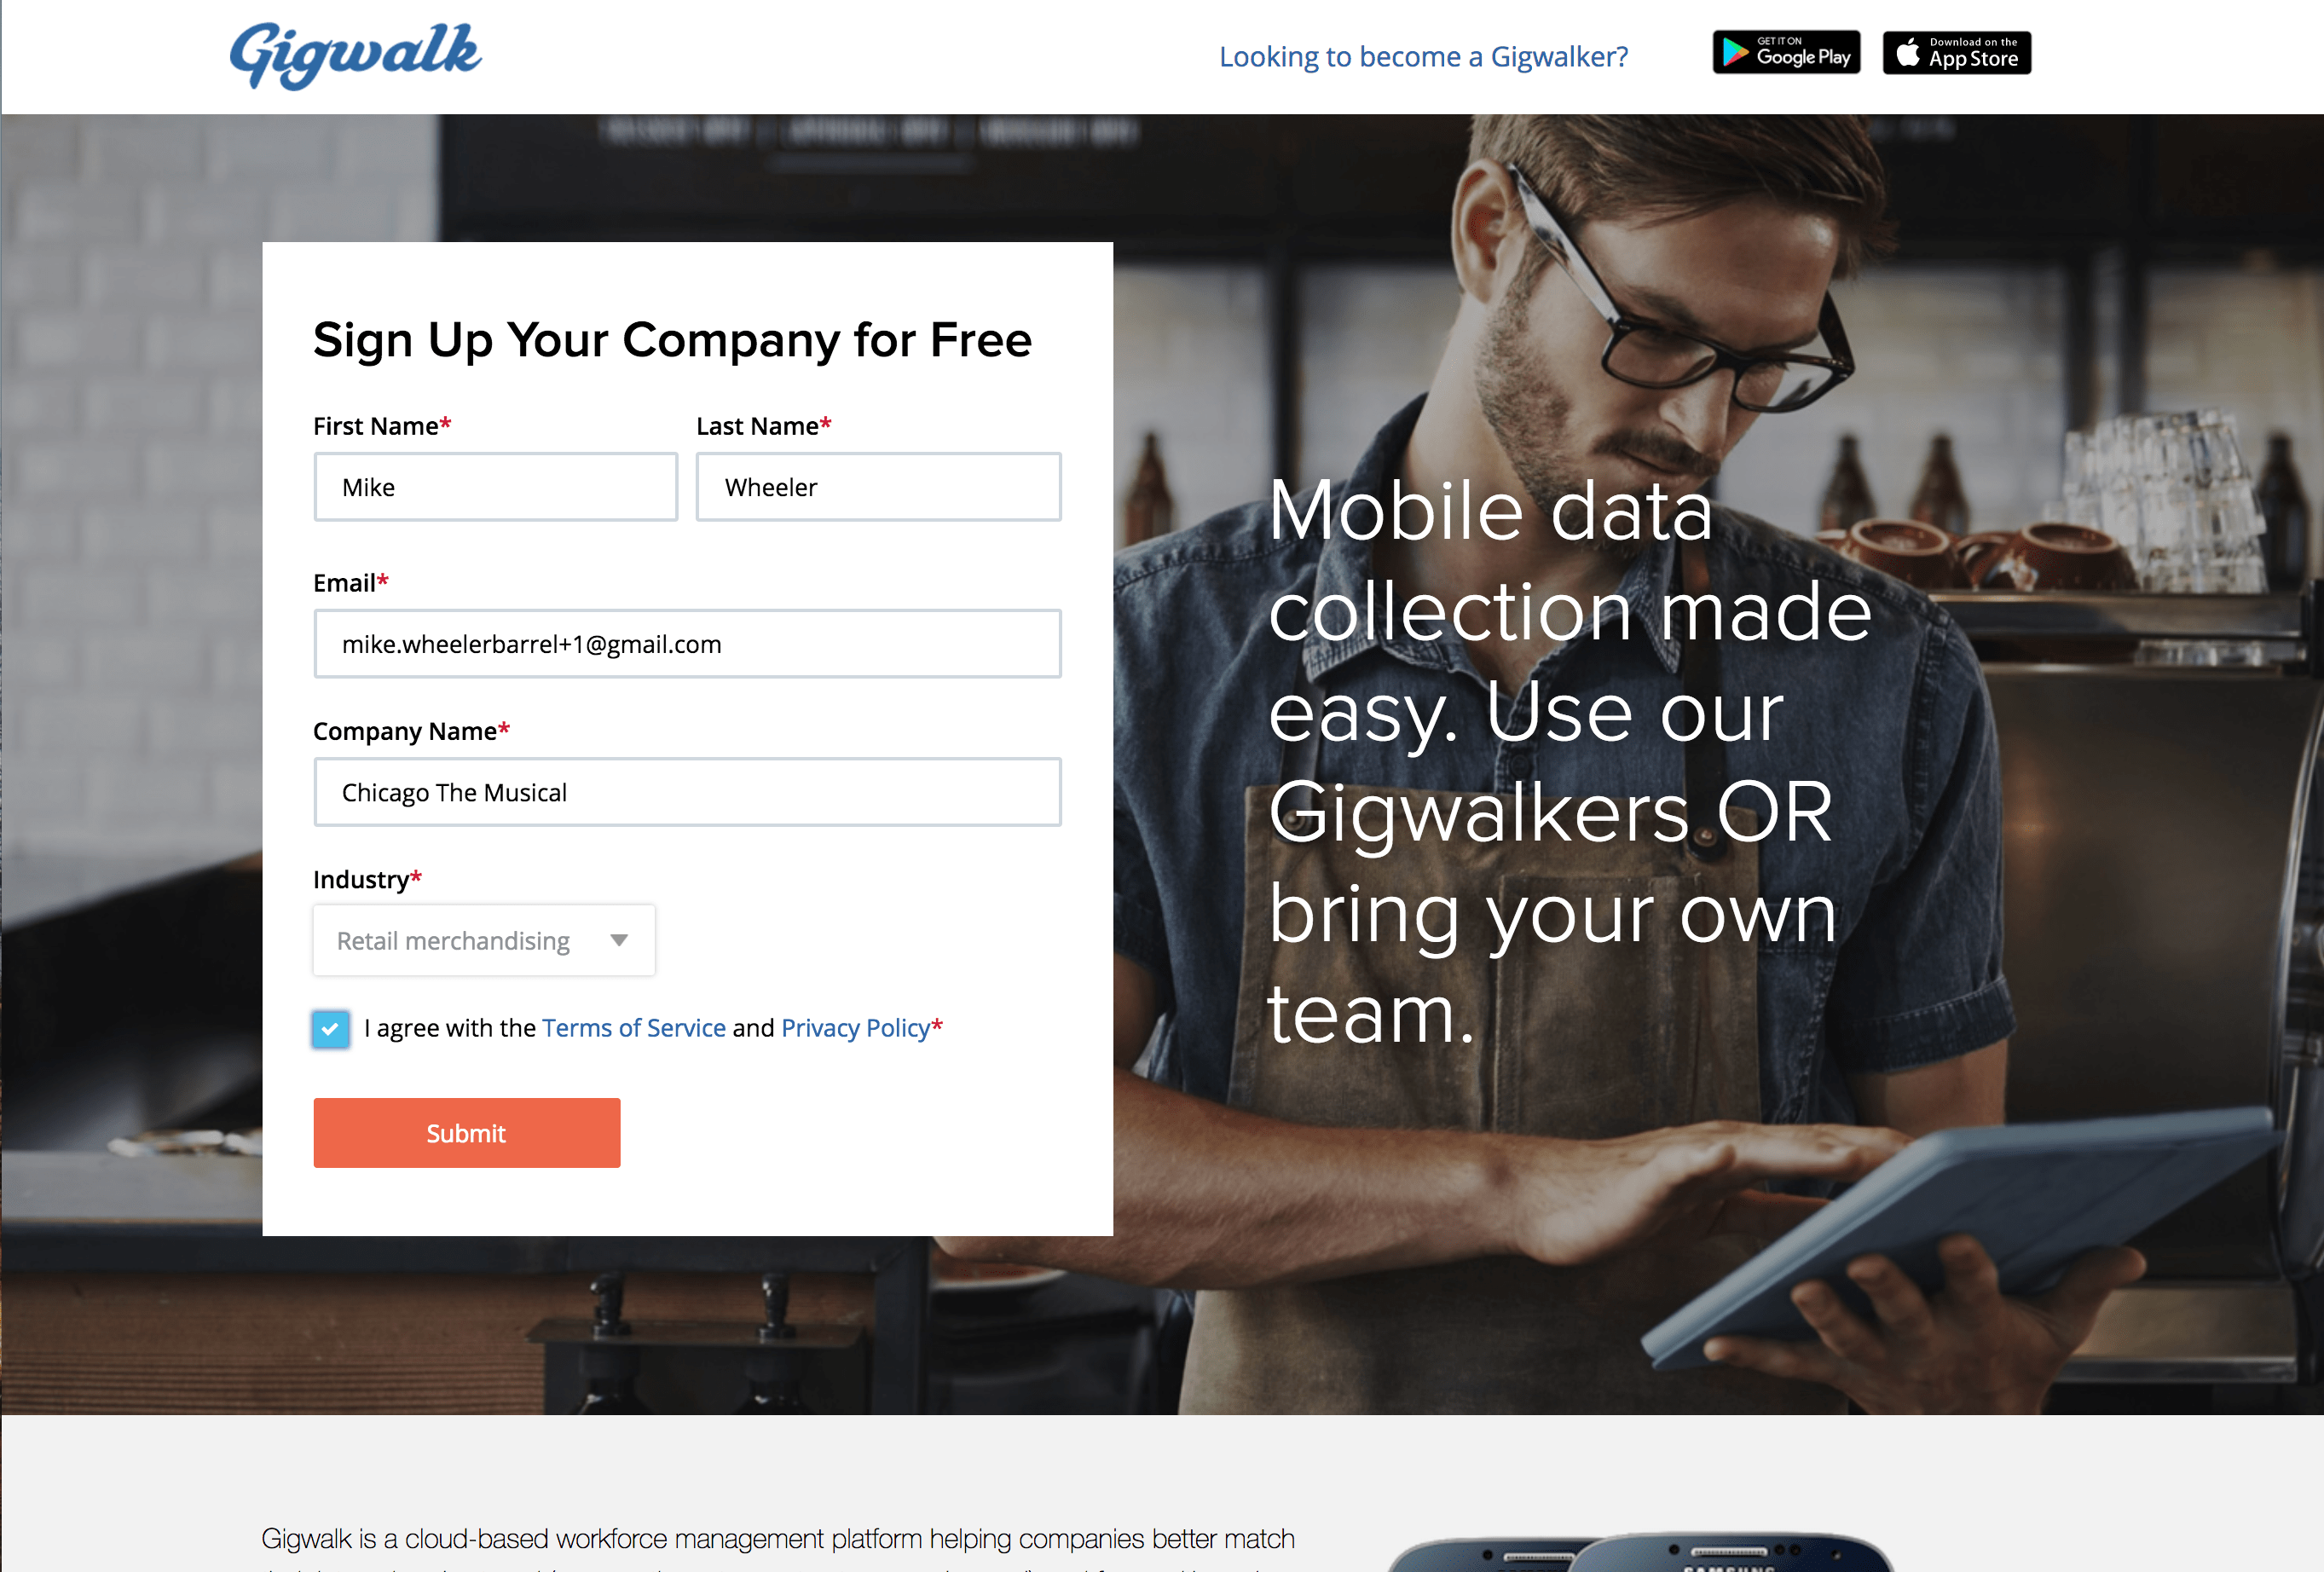 Gigwalk
Looking to become a Gigwalker?
GET IT ON
Google Play
Download on the
App Store
Sign Up Your Company for Free
First Name*
Last Name*
Mike
Wheeler
Email*
mike.wheelerbarrel+1@gmail.com
Company Name*
Chicago The Musical
Industry*
Retail merchandising
I agree with the Terms of Service and Privacy Policy*
Submit
Mobile data
collection made
easy. Use our
Gigwalkers OR
bring your own
team.
Gigwalk is a cloud-based workforce management platform helping companies better match
SAMSUNG